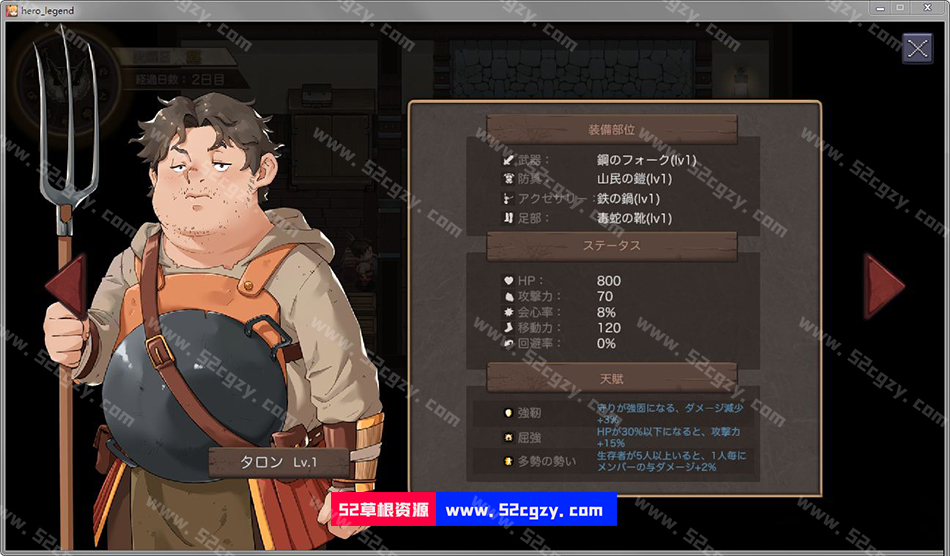 hero_legend
経過日数：2日目
装備部位
武器： 鋼のフォーク(lv1)
防具： 山民の鎧(lv1)
アクセサリー： 鉄の鍋(lv1)
足部： 毒蛇の靴(lv1)
ステータス
HP： 800
攻撃力： 70
会心率： 8%
移動力： 120
回避率： 0%
天賦
強靭 守りが強固になる、ダメージ減少
+3%
屈強 HPが30%以下になると、攻撃力
+15%
多勢の勢い 生存者が5人以上いると、1人毎に
メンバーの与ダメージ+2%
タロン Lv.1
52草根资源 www.52cgzy.com